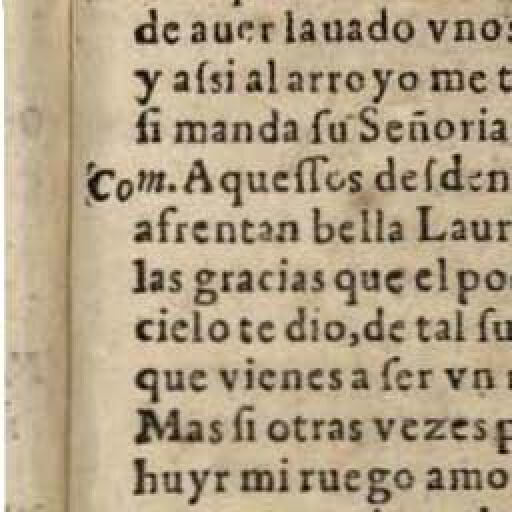 de auer lauado vnos
y aſsi al arroyo me t
ſi manda ſu Señoria
Com. Aqueſſos deſden
afrentan bella Laur
las gracias que el po
cielo te dio, de tal ſu
que vienes a ſer vn
Mas ſi otras vezes p
huyr mi ruego amo